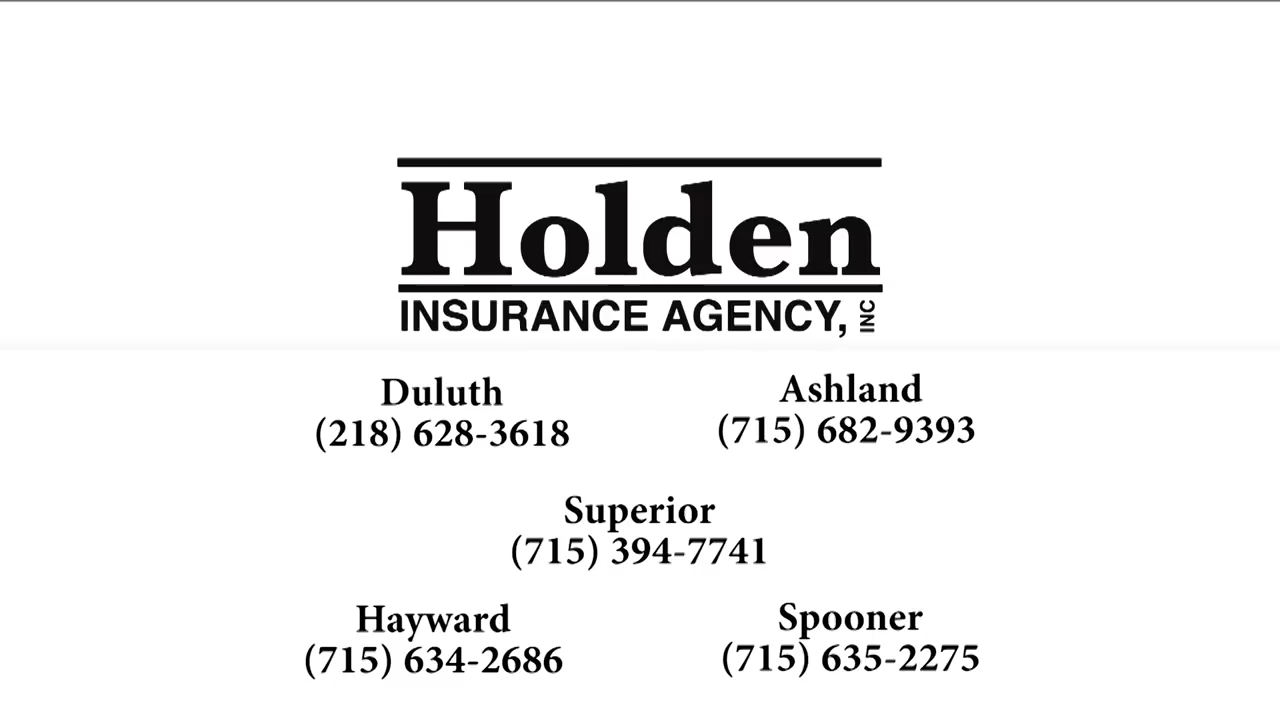 Holden
INSURANCE AGENCY, INC
Duluth
(218) 628-3618
Ashland
(715) 682-9393
Superior
(715) 394-7741
Hayward
(715) 634-2686
Spooner
(715) 635-2275